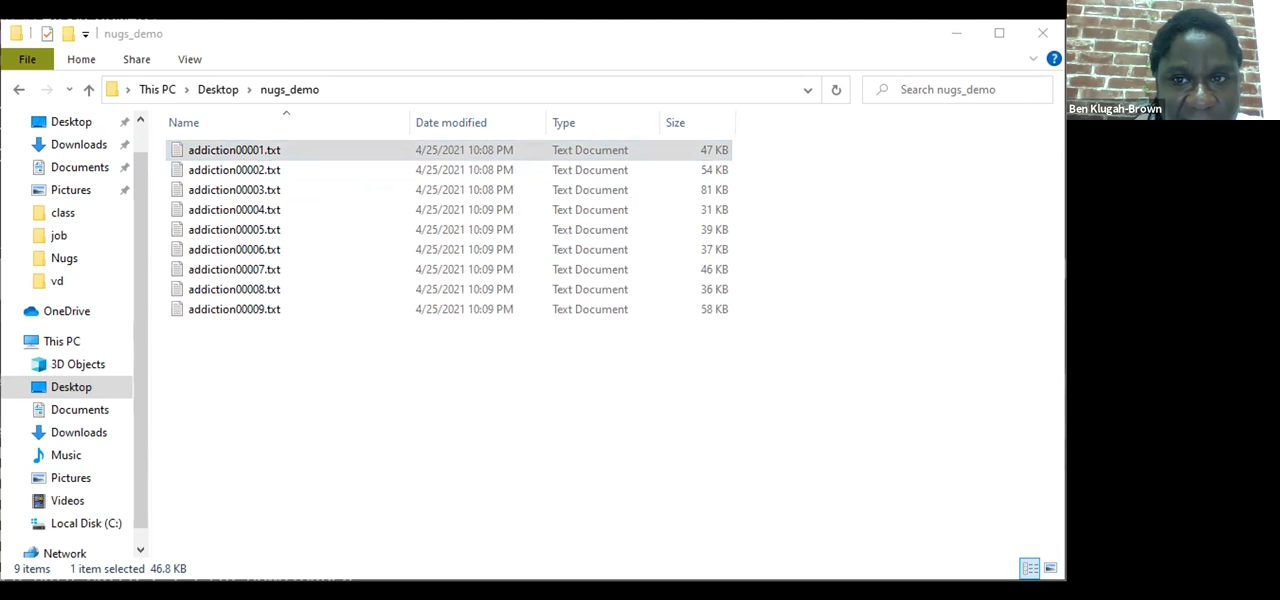 nugs_demo
File Home Share View
This PC Desktop nugs_demo
Search nugs_demo
Ben Klugah-Brown
Desktop
Downloads
Documents
Pictures
class
job
Nugs
vd
OneDrive
This PC
3D Objects
Desktop
Documents
Downloads
Music
Pictures
Videos
Local Disk (C:)
Network
Name Date modified Type Size
addiction00001.txt 4/25/2021 10:08 PM Text Document 47 KB
addiction00002.txt 4/25/2021 10:08 PM Text Document 54 KB
addiction00003.txt 4/25/2021 10:08 PM Text Document 81 KB
addiction00004.txt 4/25/2021 10:09 PM Text Document 31 KB
addiction00005.txt 4/25/2021 10:09 PM Text Document 39 KB
addiction00006.txt 4/25/2021 10:09 PM Text Document 37 KB
addiction00007.txt 4/25/2021 10:09 PM Text Document 46 KB
addiction00008.txt 4/25/2021 10:09 PM Text Document 36 KB
addiction00009.txt 4/25/2021 10:09 PM Text Document 58 KB
9 items 1 item selected 46.8 KB